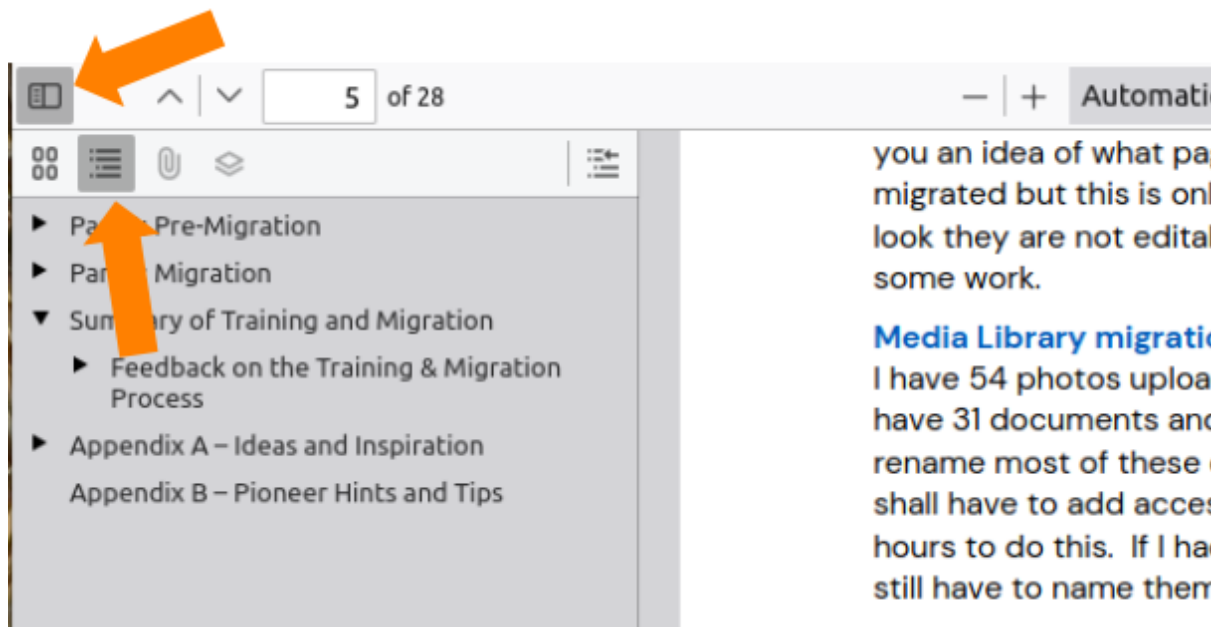 5 of 28
Automati
Pre-Migration
Migration
Summary of Training and Migration
Feedback on the Training & Migration
Process
Appendix A – Ideas and Inspiration
Appendix B – Pioneer Hints and Tips
you an idea of what pa
migrated but this is onl
look they are not edita
some work.
Media Library migratio
I have 54 photos uploa
have 31 documents and
rename most of these
shall have to add acces
hours to do this. If I ha
still have to name them